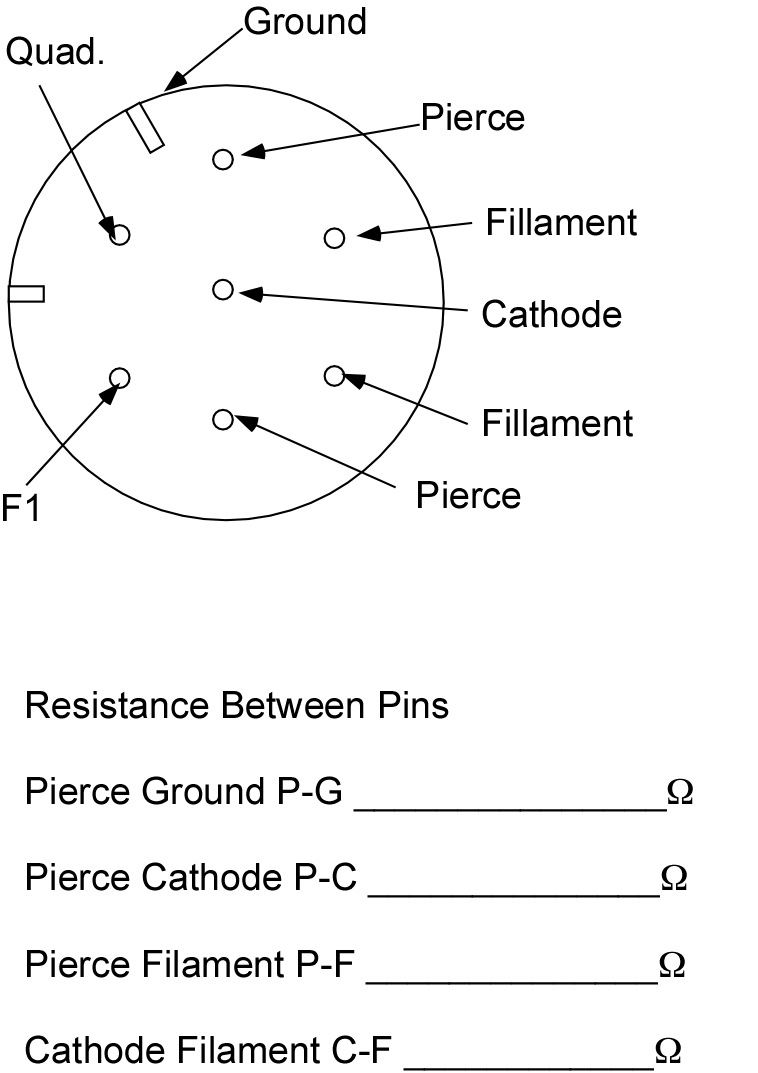 Ground
Quad.
Pierce
Fillament
Cathode
Fillament
Pierce
F1
Resistance Between Pins
Pierce Ground P-G _______________Ω
Pierce Cathode P-C ______________Ω
Pierce Filament P-F ______________Ω
Cathode Filament C-F ____________Ω